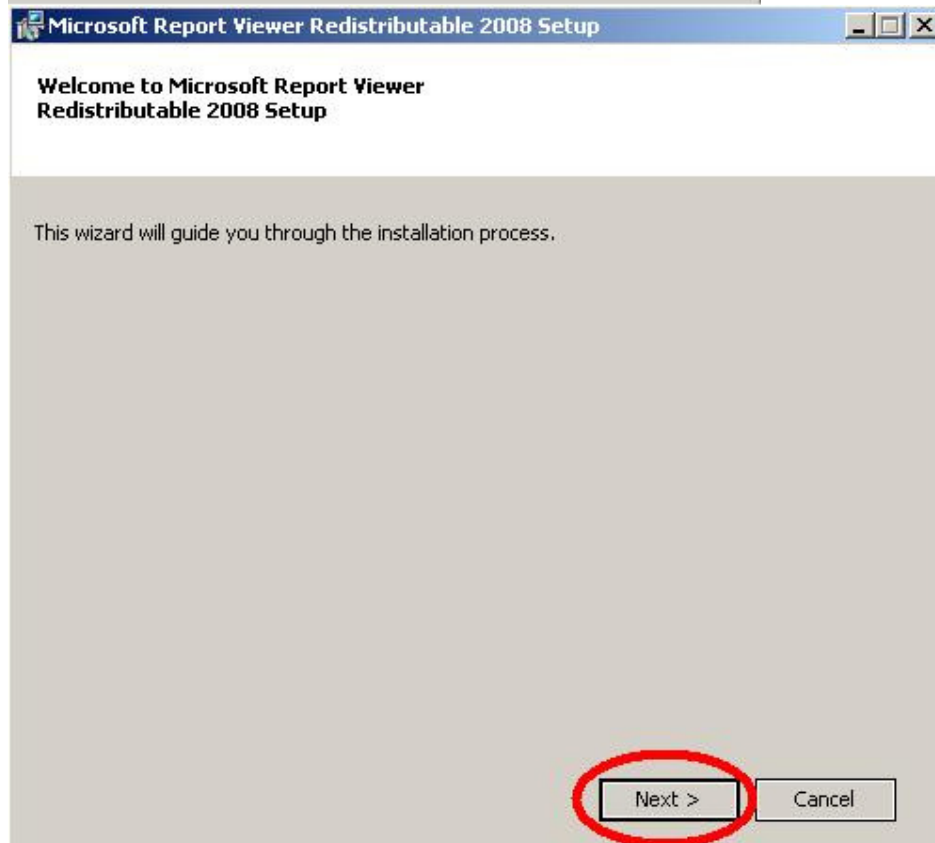 Microsoft Report Viewer Redistributable 2008 Setup
Welcome to Microsoft Report Viewer
Redistributable 2008 Setup
This wizard will guide you through the installation process.
Next >
Cancel